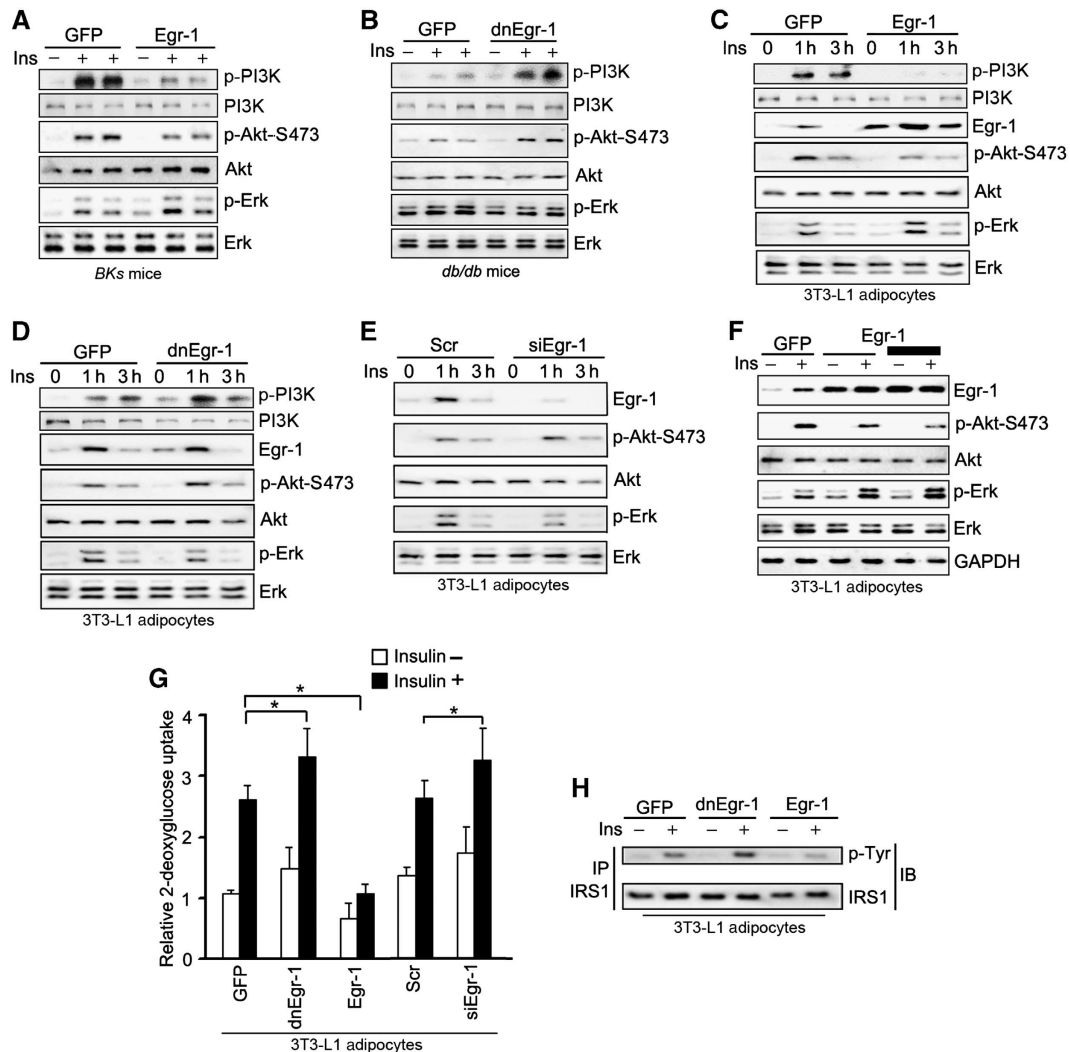 A
GFP Egr-1
Ins – + + – + +
p-PI3K
PI3K
p-Akt-S473
Akt
p-Erk
Erk
BKs mice
B
GFP dnEgr-1
Ins – + + – + +
p-PI3K
PI3K
p-Akt-S473
Akt
p-Erk
Erk
db/db mice
C
GFP Egr-1
Ins 0 1 h 3 h 0 1 h 3 h
p-PI3K
PI3K
Egr-1
p-Akt-S473
Akt
p-Erk
Erk
3T3-L1 adipocytes
D
GFP dnEgr-1
Ins 0 1 h 3 h 0 1 h 3 h
p-PI3K
PI3K
Egr-1
p-Akt-S473
Akt
p-Erk
Erk
3T3-L1 adipocytes
E
Scr siEgr-1
Ins 0 1 h 3 h 0 1 h 3 h
Egr-1
p-Akt-S473
Akt
p-Erk
Erk
3T3-L1 adipocytes
F
GFP Egr-1
Ins – + – + – +
Egr-1
p-Akt-S473
Akt
p-Erk
Erk
GAPDH
3T3-L1 adipocytes
G
Insulin –
Insulin +
* * *
Relative 2-deoxyglucose uptake
4
3
2
1
0
GFP dnEgr-1 Egr-1 Scr siEgr-1
3T3-L1 adipocytes
H
GFP dnEgr-1 Egr-1
Ins – + – + – +
IP
IRS1
p-Tyr
IRS1
IB
3T3-L1 adipocytes